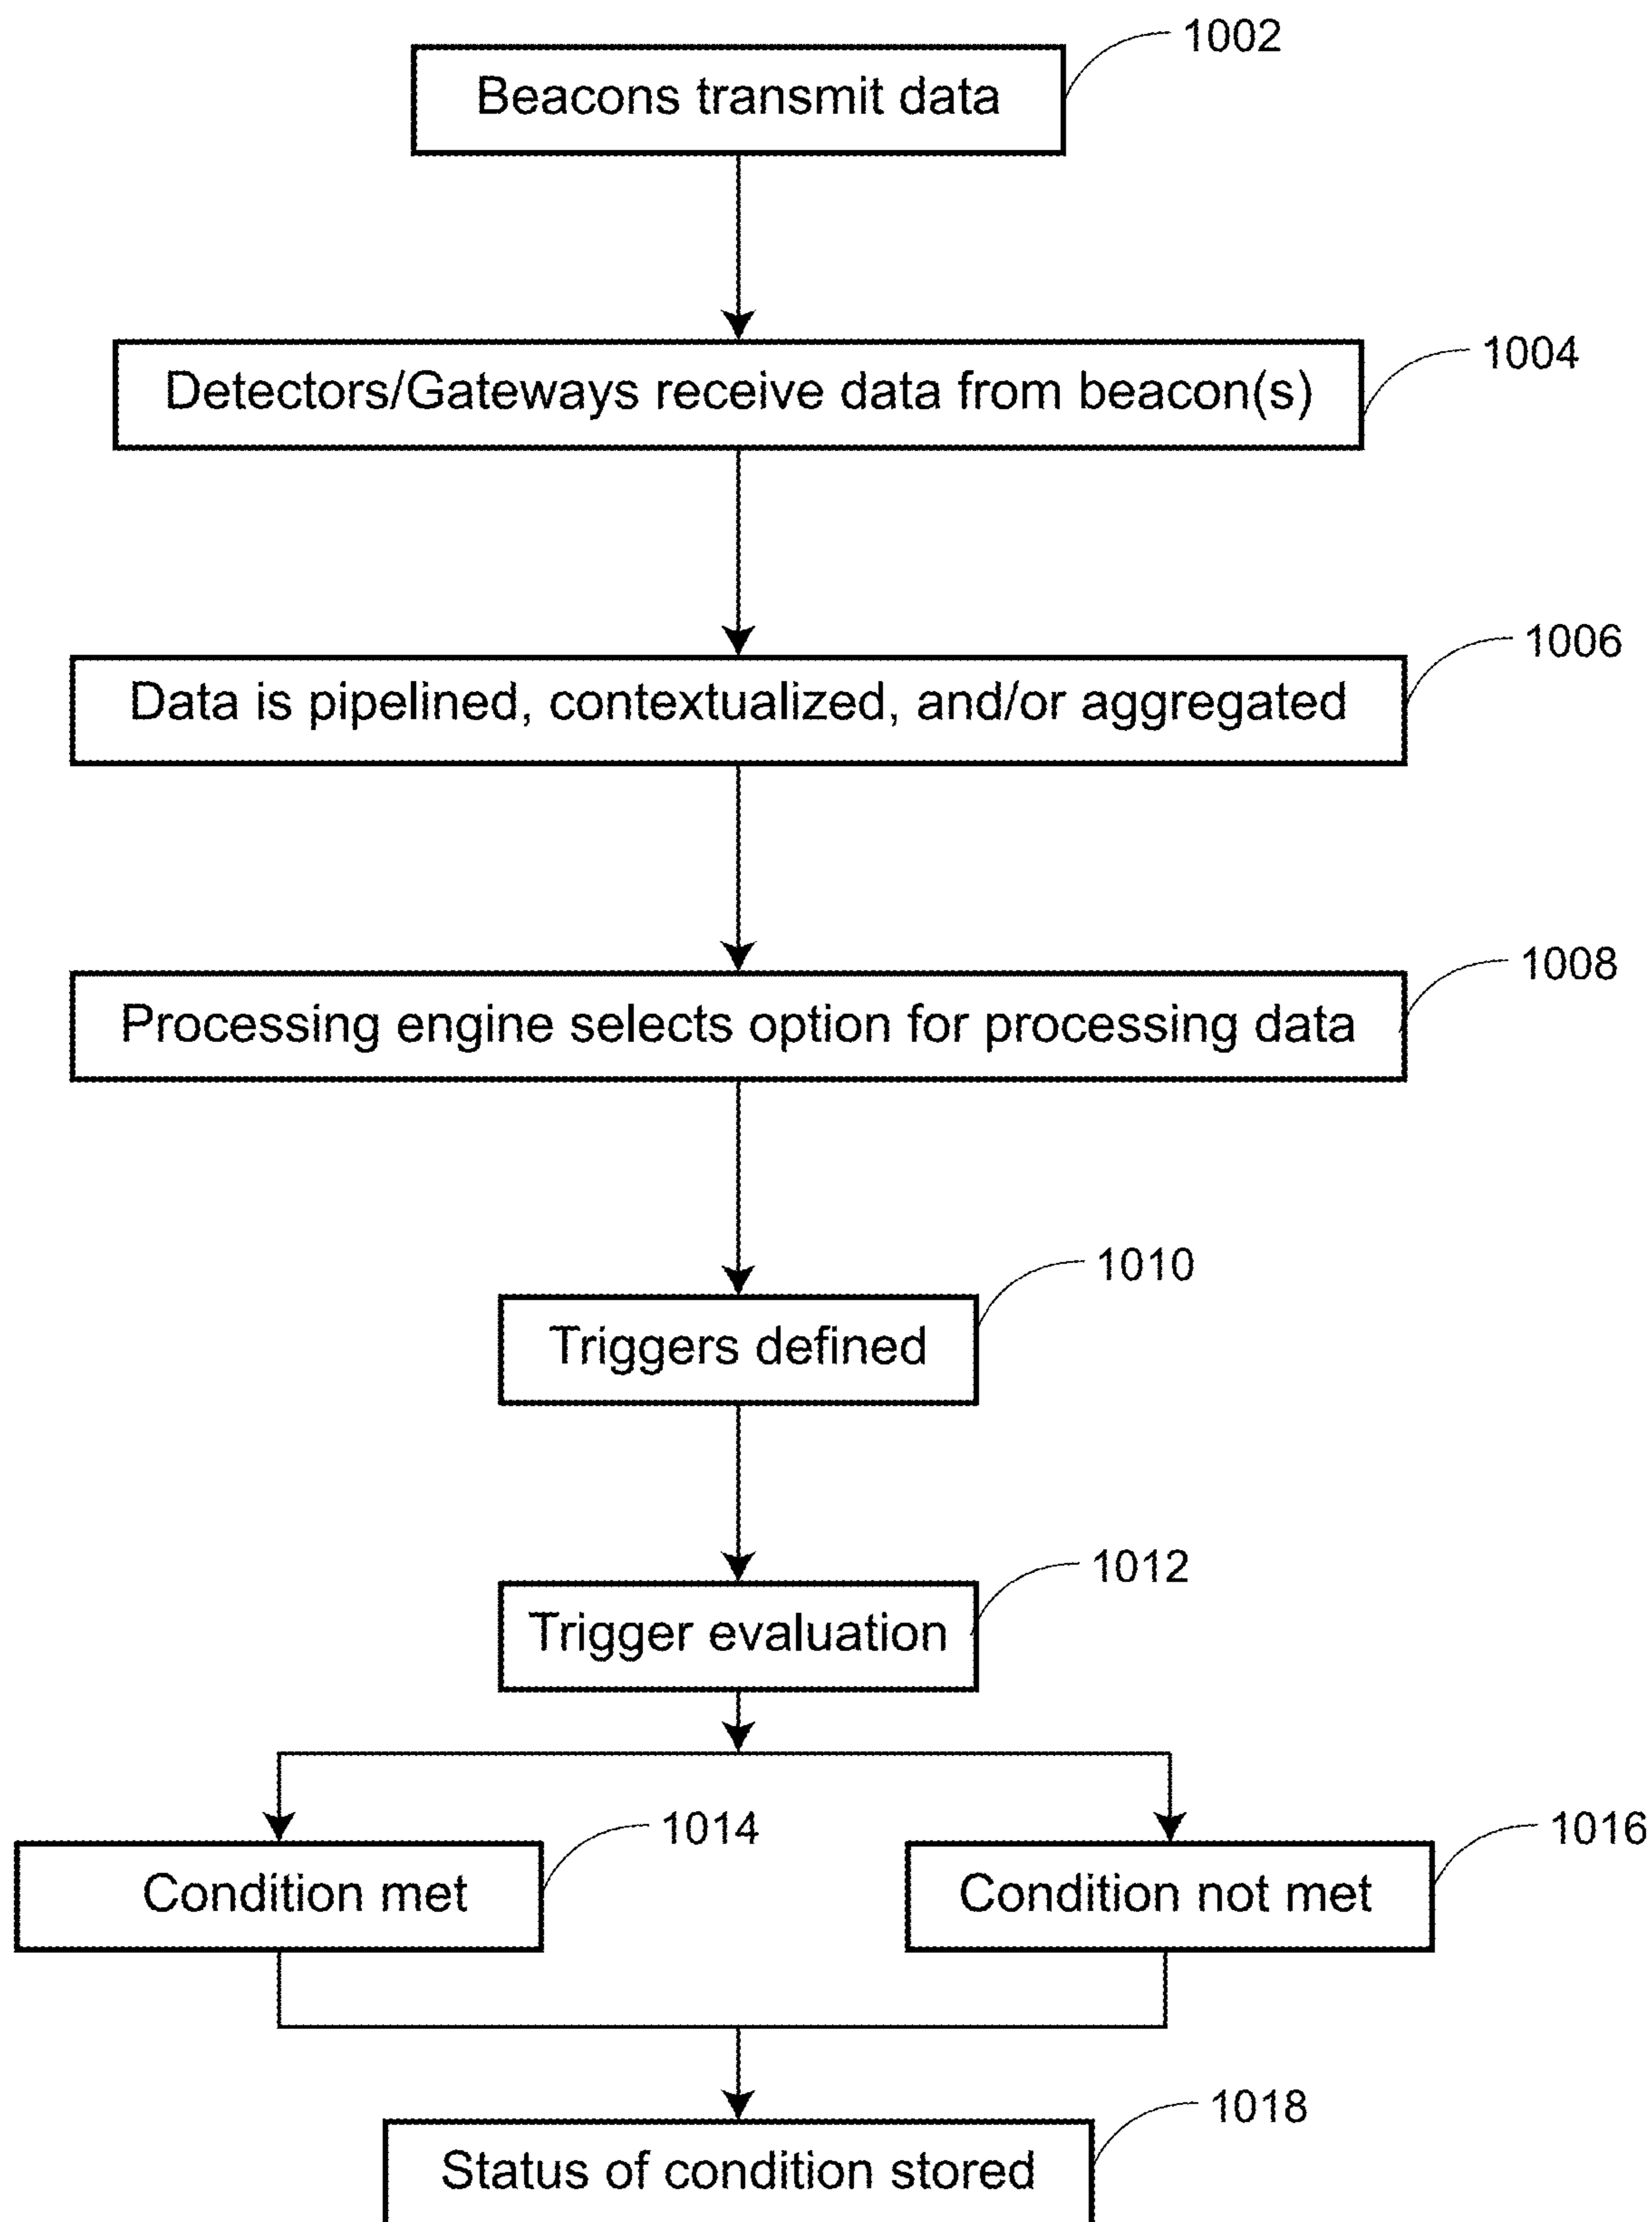 1002
Beacons transmit data
1004
Detectors/Gateways receive data from beacon(s)
1006
Data is pipelined, contextualized, and/or aggregated
1008
Processing engine selects option for processing data
1010
Triggers defined
1012
Trigger evaluation
1014
Condition met
1016
Condition not met
1018
Status of condition stored